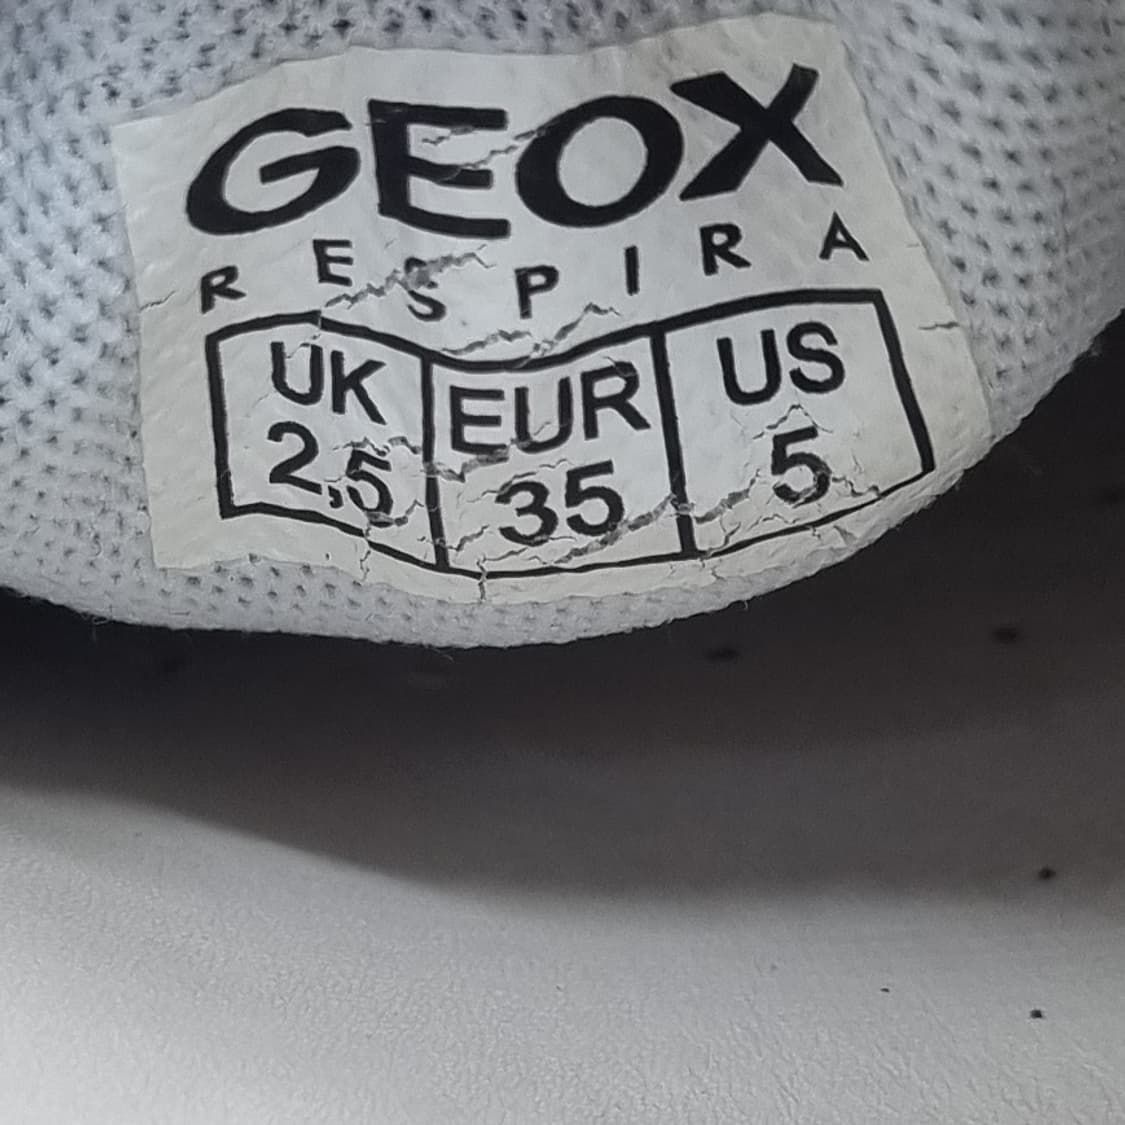 GEOX
RESPIRA
UK EUR US
2,5 35 5